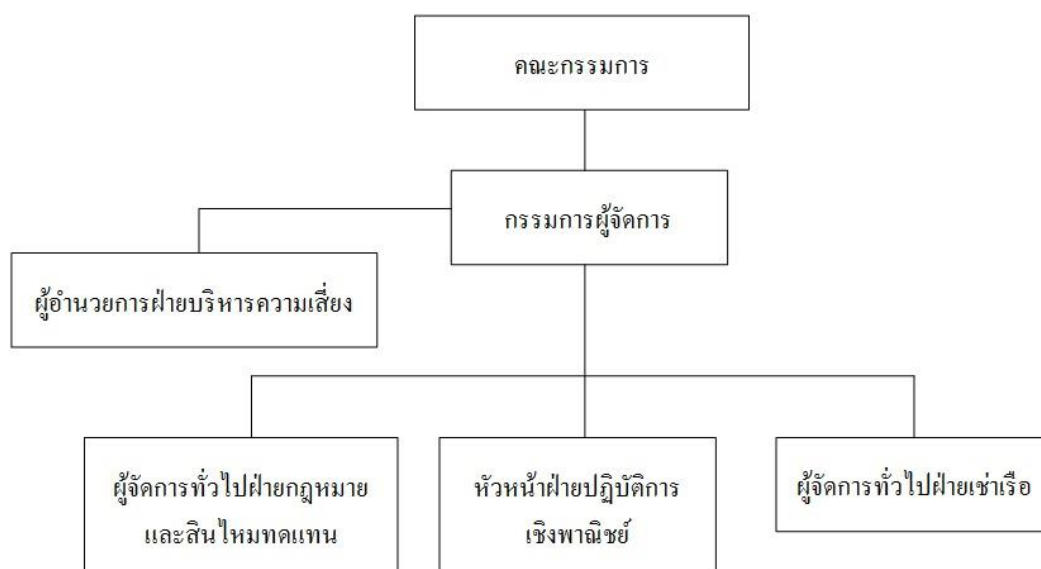 คณะกรรมการ
กรรมการผู้จัดการ
ผู้อำนวยการฝ่ายบริหารความเสี่ยง
ผู้จัดการทั่วไปฝ่ายกฎหมาย
และสินไหมทดแทน
หัวหน้าฝ่ายปฏิบัติการ
เชิงพาณิชย์
ผู้จัดการทั่วไปฝ่ายเช่าเรือ